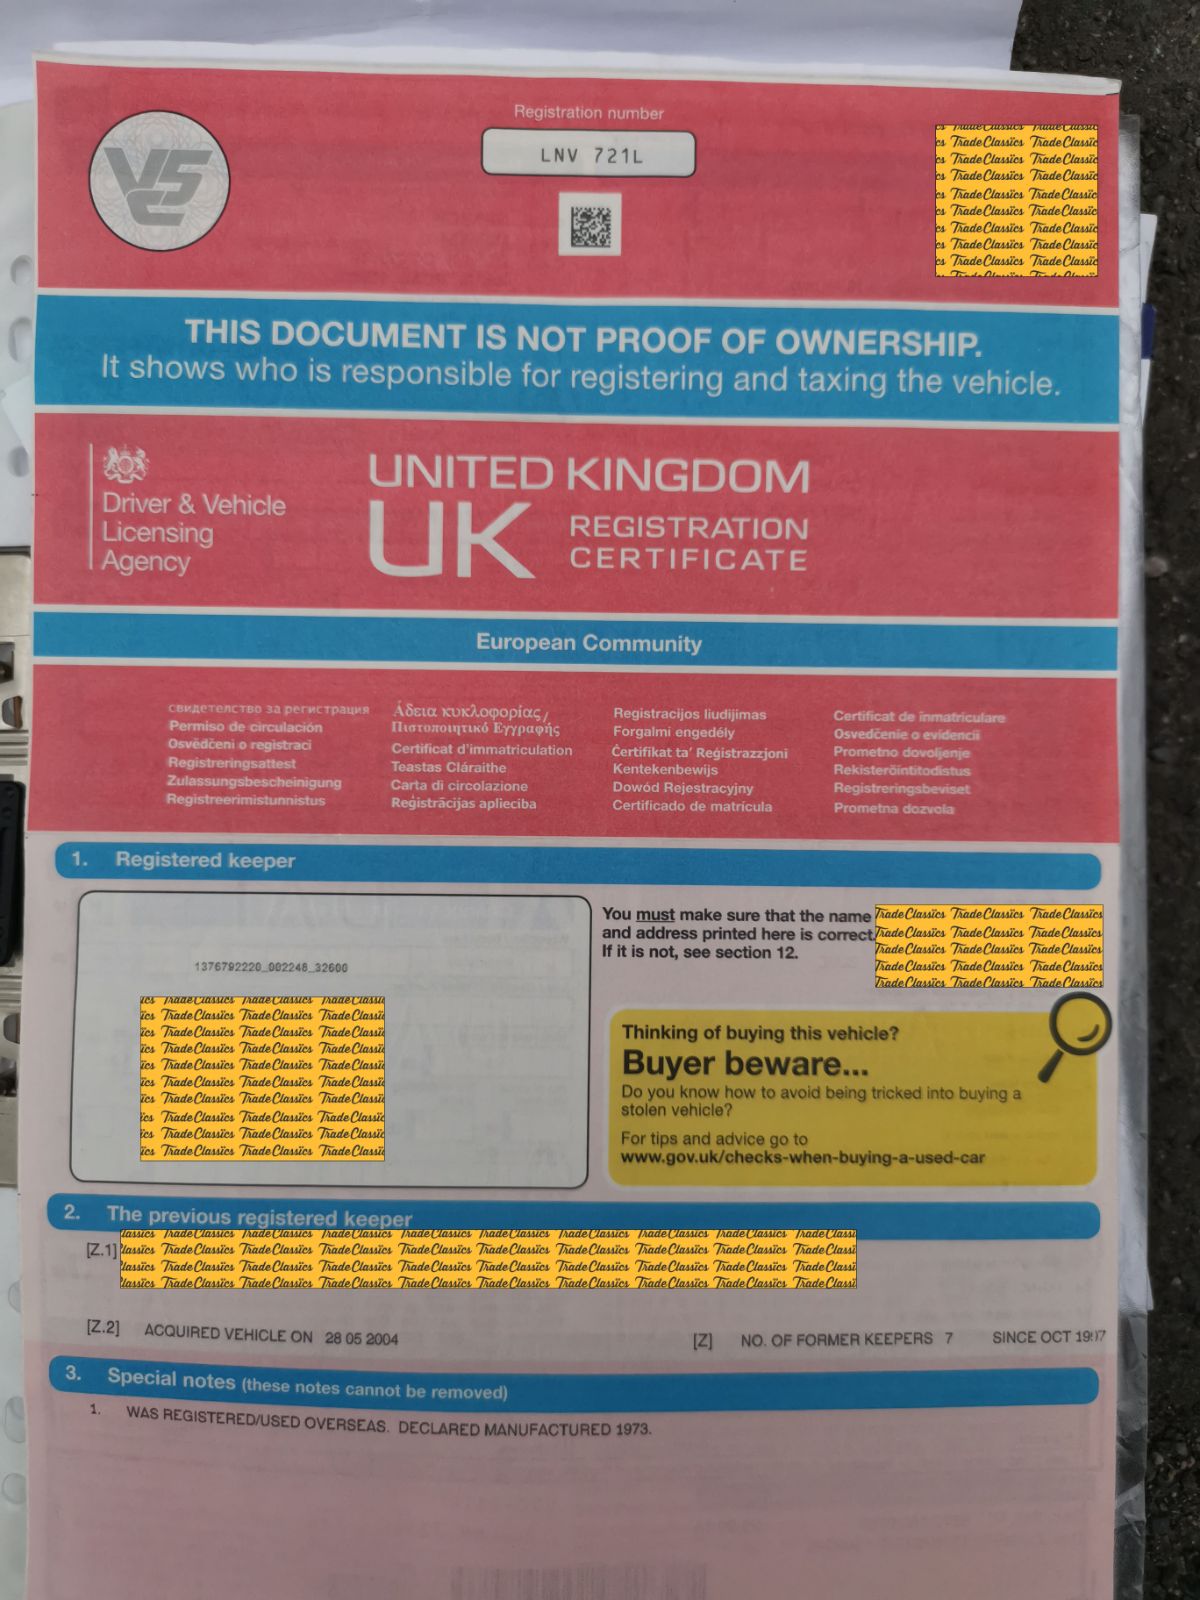 Registration number
LNV 721L
V5C
THIS DOCUMENT IS NOT PROOF OF OWNERSHIP.
It shows who is responsible for registering and taxing the vehicle.
Driver & Vehicle
Licensing
Agency
UNITED KINGDOM
UK REGISTRATION
CERTIFICATE
European Community
свидетелство за регистрация
Permiso de circulación
Osvědčení o registraci
Registreringsattest
Zulassungsbescheinigung
Registreerimistunnistus
Άδεια κυκλοφορίας/
Πιστοποιητικό Εγγραφής
Certificat d'immatriculation
Teastas Cláraithe
Carta di circolazione
Reģistrācijas apliecība
Registracijos liudijimas
Forgalmi engedély
Ċertifikat ta' Reġistrazzjoni
Kentekenbewijs
Dowód Rejestracyjny
Certificado de matrícula
Certificat de înmatriculare
Osvedčenie o evidencii
Prometno dovoljenje
Rekisteröintitodistus
Registreringsbeviset
Prometna dozvola
1. Registered keeper
1376792220_002248_32600
You must make sure that the name
and address printed here is correct
If it is not, see section 12.
Thinking of buying this vehicle?
Buyer beware...
Do you know how to avoid being tricked into buying a
stolen vehicle?
For tips and advice go to
www.gov.uk/checks-when-buying-a-used-car
2. The previous registered keeper
[Z.1]
[Z.2] ACQUIRED VEHICLE ON 28 05 2004 [Z] NO. OF FORMER KEEPERS 7 SINCE OCT 1997
3. Special notes (these notes cannot be removed)
1. WAS REGISTERED/USED OVERSEAS. DECLARED MANUFACTURED 1973.